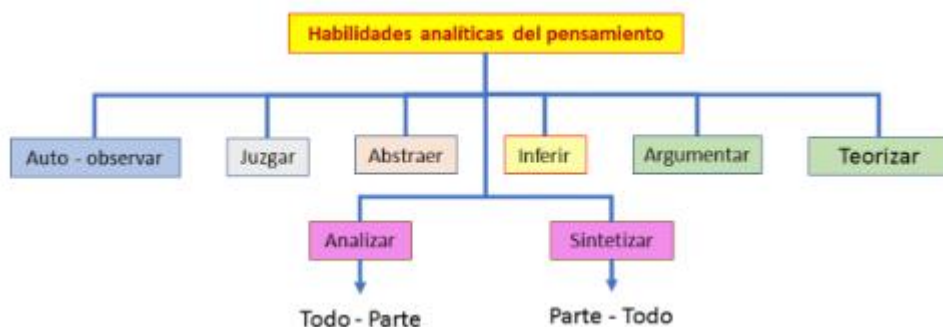 Habilidades analíticas del pensamiento
Auto - observar
Juzgar
Abstraer
Inferir
Argumentar
Teorizar
Analizar
Sintetizar
Todo - Parte
Parte - Todo